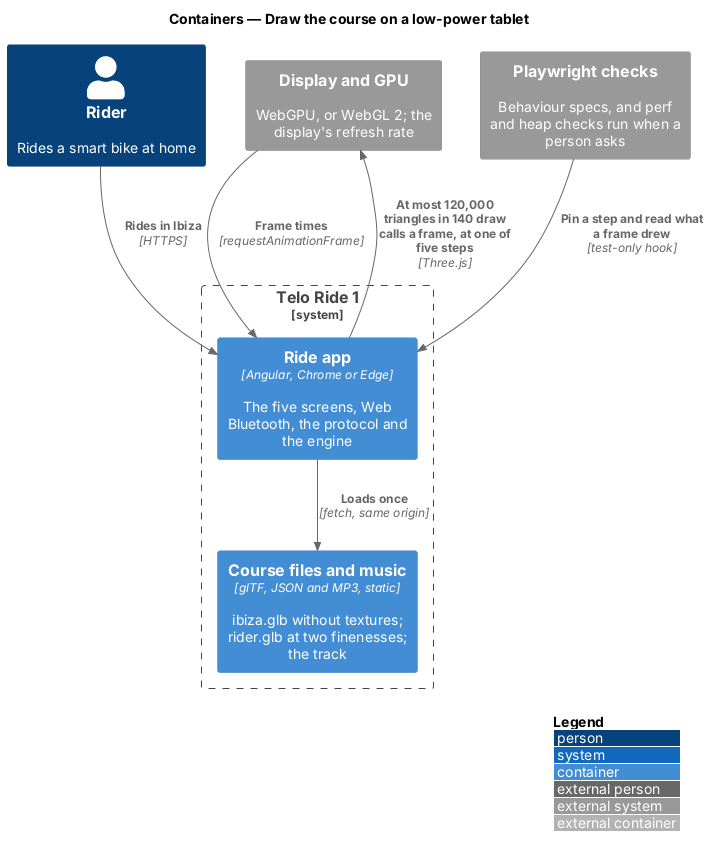 Containers — Draw the course on a low-power tablet
Rider
Rides a smart bike at home
Display and GPU
WebGPU, or WebGL 2; the
display's refresh rate
Playwright checks
Behaviour specs, and perf
and heap checks run when a
person asks
Rides in Ibiza
[HTTPS]
Frame times
[requestAnimationFrame]
At most 120,000
triangles in 140 draw
calls a frame, at one of
five steps
[Three.js]
Pin a step and read what
a frame drew
[test-only hook]
Telo Ride 1
[system]
Ride app
[Angular, Chrome or Edge]
The five screens, Web
Bluetooth, the protocol and
the engine
Loads once
[fetch, same origin]
Course files and music
[glTF, JSON and MP3, static]
ibiza.glb without textures;
rider.glb at two finenesses;
the track
Legend
person
system
container
external person
external system
external container